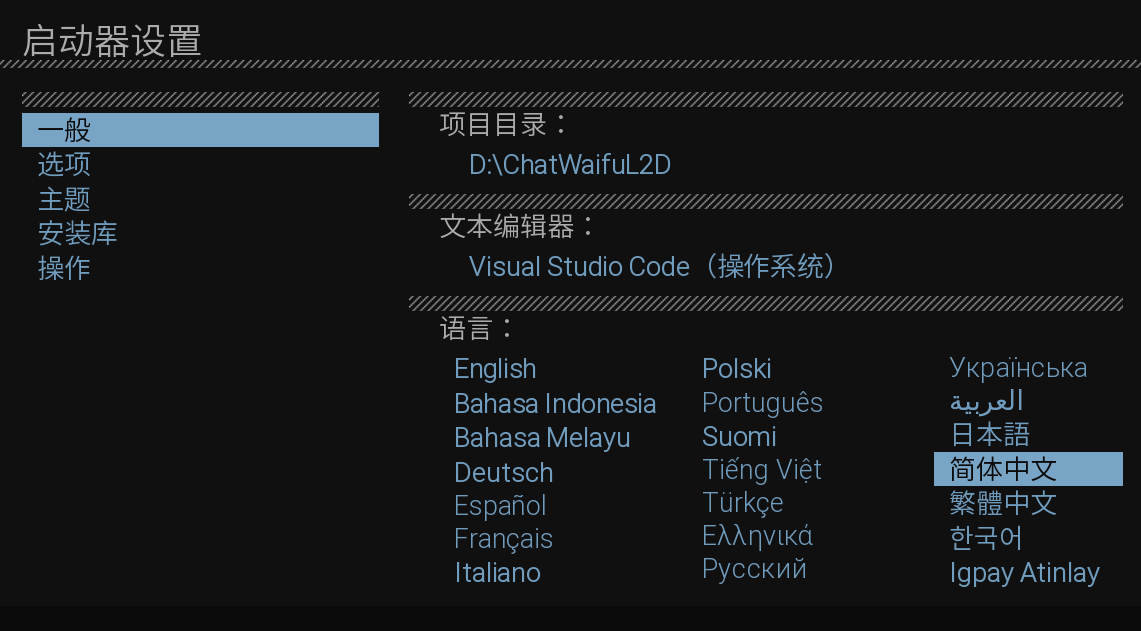 启动器设置
一般
选项
主题
安装库
操作
项目目录：
D:\ChatWaifuL2D
文本编辑器：
Visual Studio Code（操作系统）
语言：
English
Bahasa Indonesia
Bahasa Melayu
Deutsch
Español
Français
Italiano
Polski
Português
Suomi
Tiếng Việt
Türkçe
Ελληνικά
Русский
Українська
العربية
日本語
简体中文
繁體中文
한국어
Igpay Atinlay